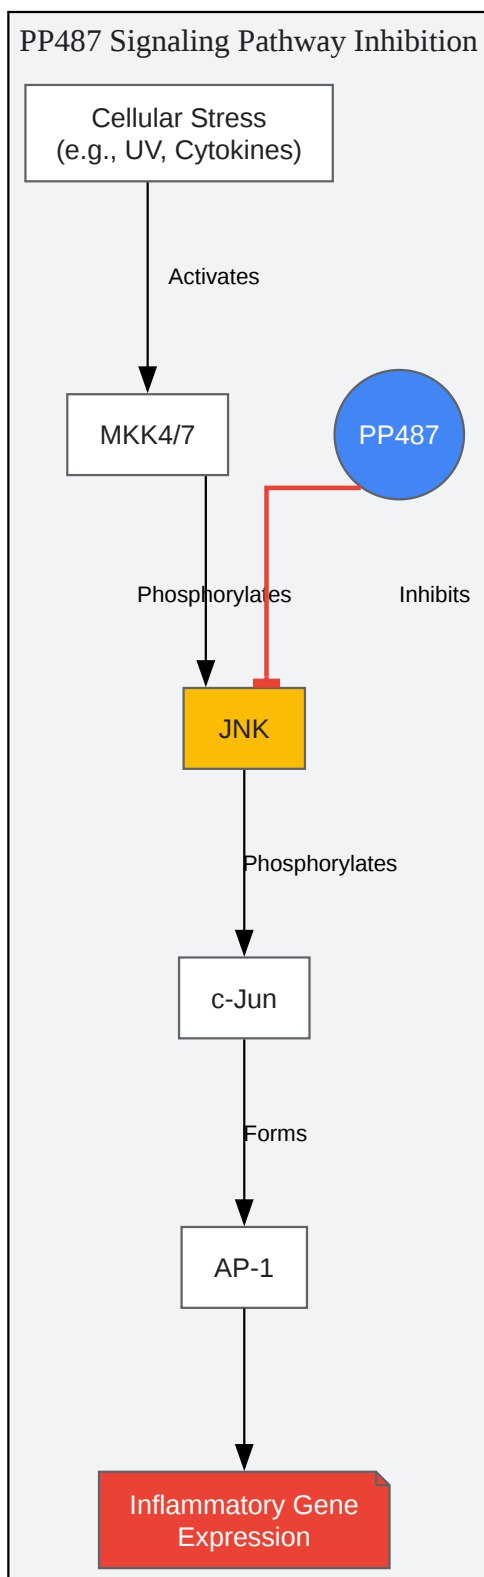 PP487 Signaling Pathway Inhibition
Cellular Stress
(e.g., UV, Cytokines)
Activates
MKK4/7
PP487
Phosphorylates
Inhibits
JNK
Phosphorylates
c-Jun
Forms
AP-1
Inflammatory Gene
Expression